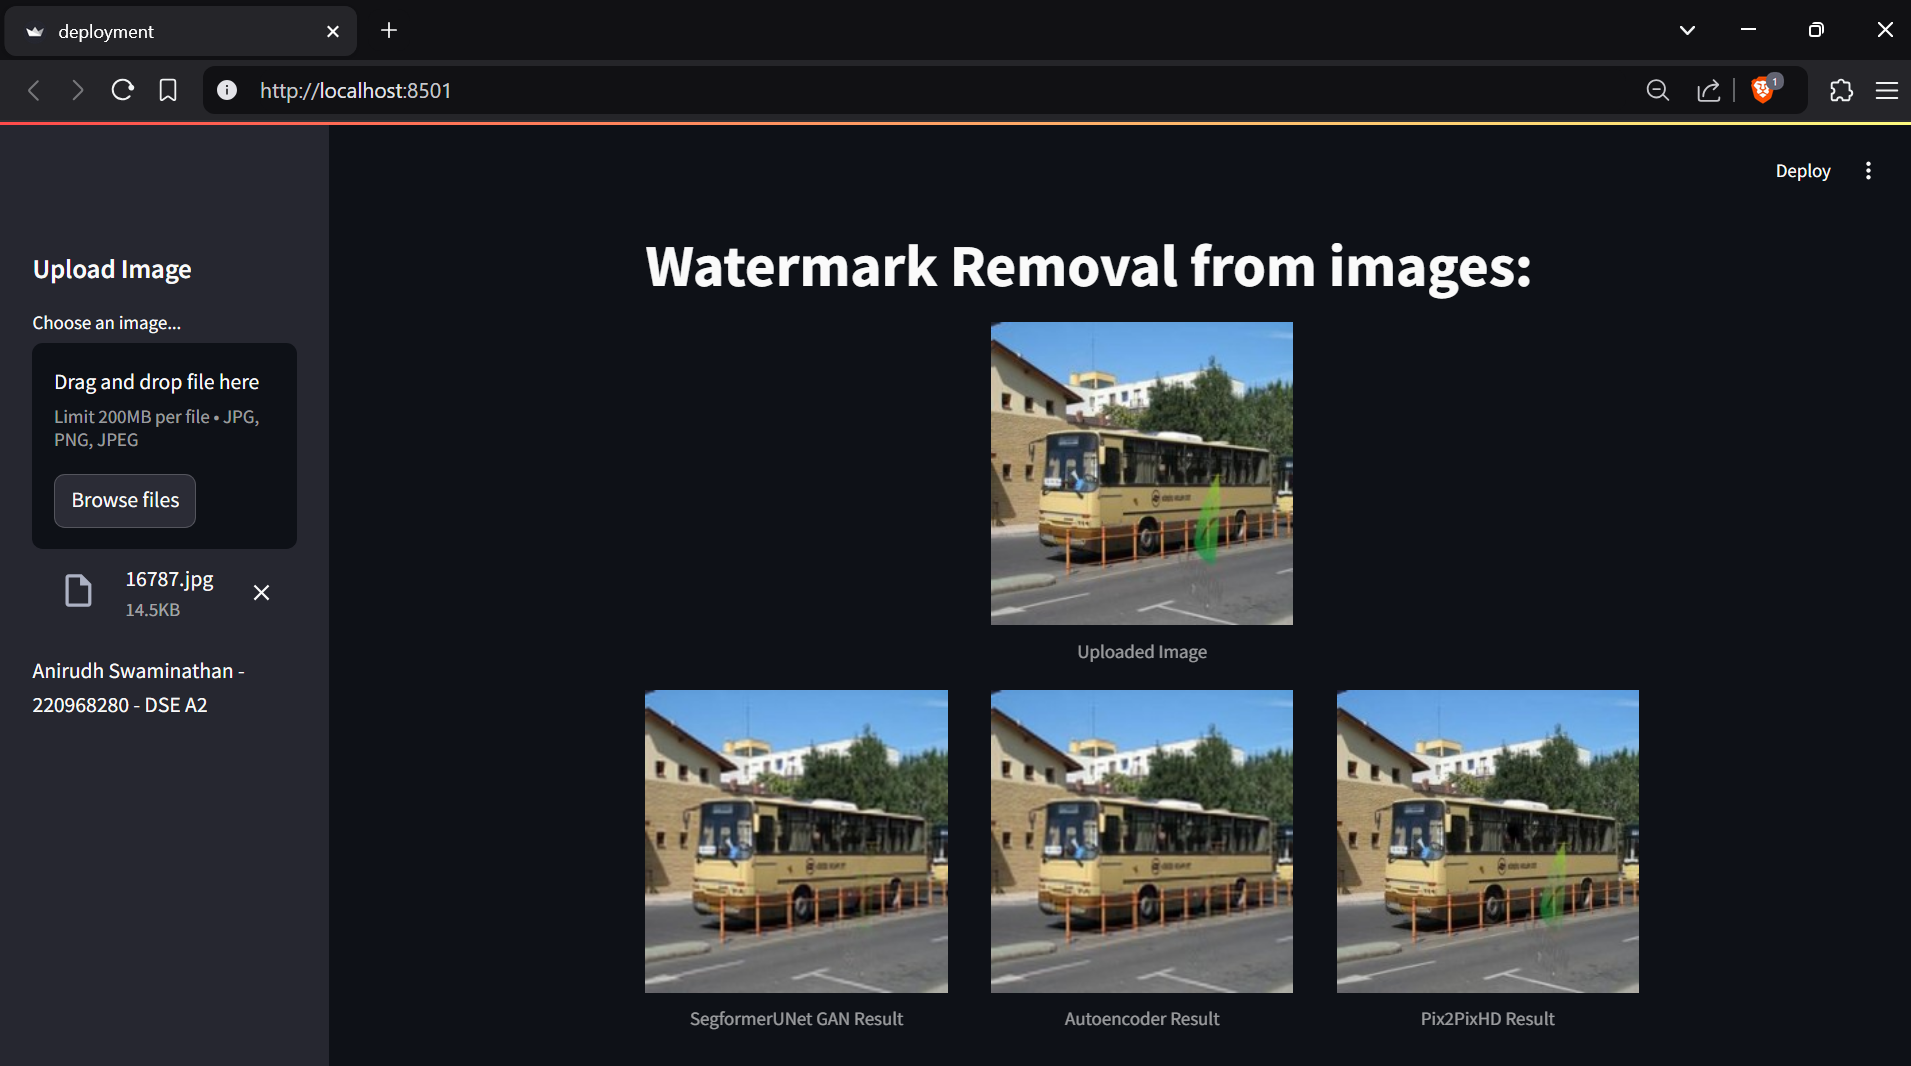 deployment
http://localhost:8501
1
Deploy
Upload Image
Choose an image...
Drag and drop file here
Limit 200MB per file • JPG,
PNG, JPEG
Browse files
16787.jpg
14.5KB
Anirudh Swaminathan -
220968280 - DSE A2
Watermark Removal from images:
Uploaded Image
SegformerUNet GAN Result
Autoencoder Result
Pix2PixHD Result